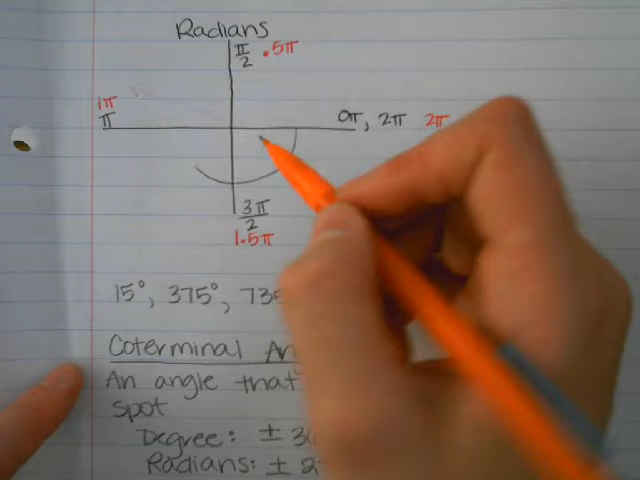 Radians
π/2 .5π
1π
π
0π, 2π 2π
3π/2
1.5π
15°, 375°, 735
Coterminal An
An angle that
spot
Degree: ± 3
Radians: ± 2